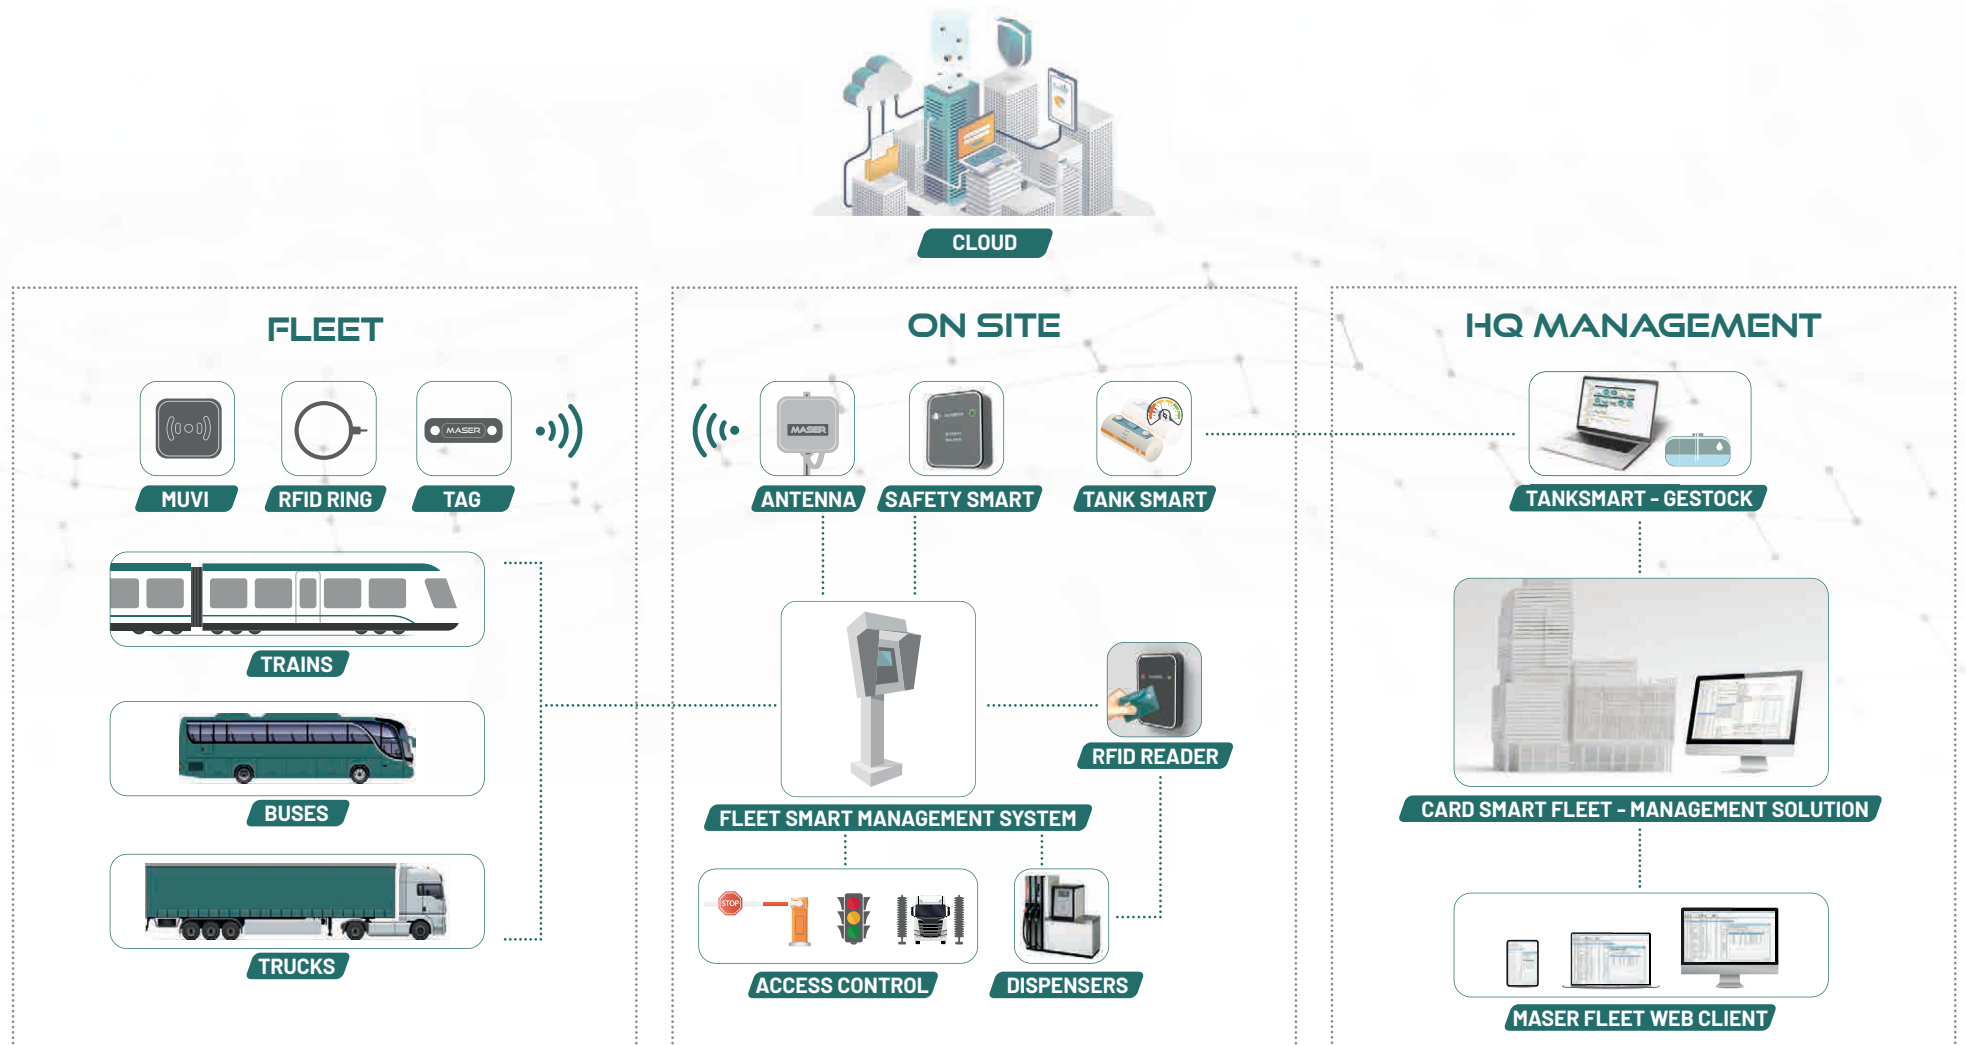 CLOUD
FLEET
MUVI
RFID RING
MASER
TAG
TRAINS
BUSES
TRUCKS
ON SITE
MASER
ANTENNA
SAFETY SMART
TANK SMART
FLEET SMART MANAGEMENT SYSTEM
RFID READER
STOP
ACCESS CONTROL
DISPENSERS
HQ MANAGEMENT
TANKSMART - GESTOCK
CARD SMART FLEET - MANAGEMENT SOLUTION
MASER FLEET WEB CLIENT